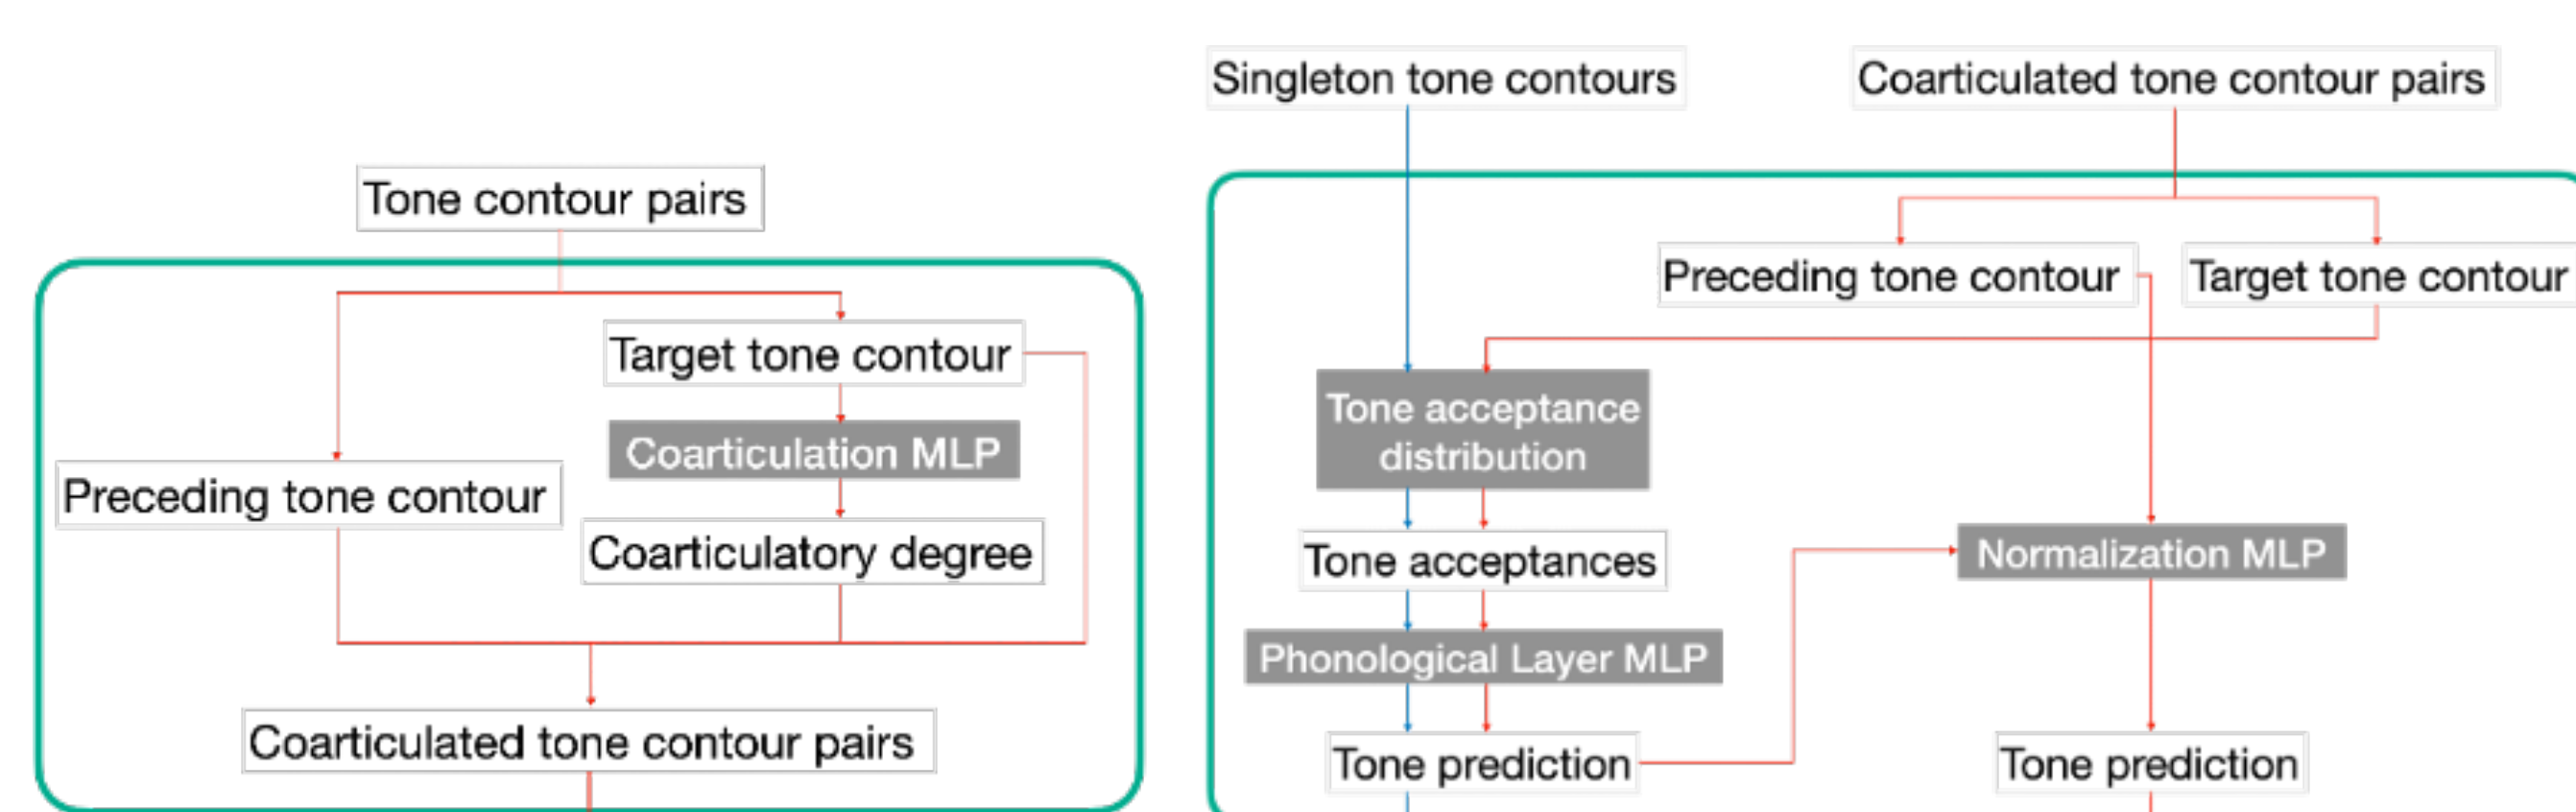 Tone contour pairs
Target tone contour
Coarticulation MLP
Preceding tone contour
Coarticulatory degree
Coarticulated tone contour pairs
Singleton tone contours
Coarticulated tone contour pairs
Preceding tone contour
Target tone contour
Tone acceptance
distribution
Tone acceptances
Normalization MLP
Phonological Layer MLP
Tone prediction
Tone prediction